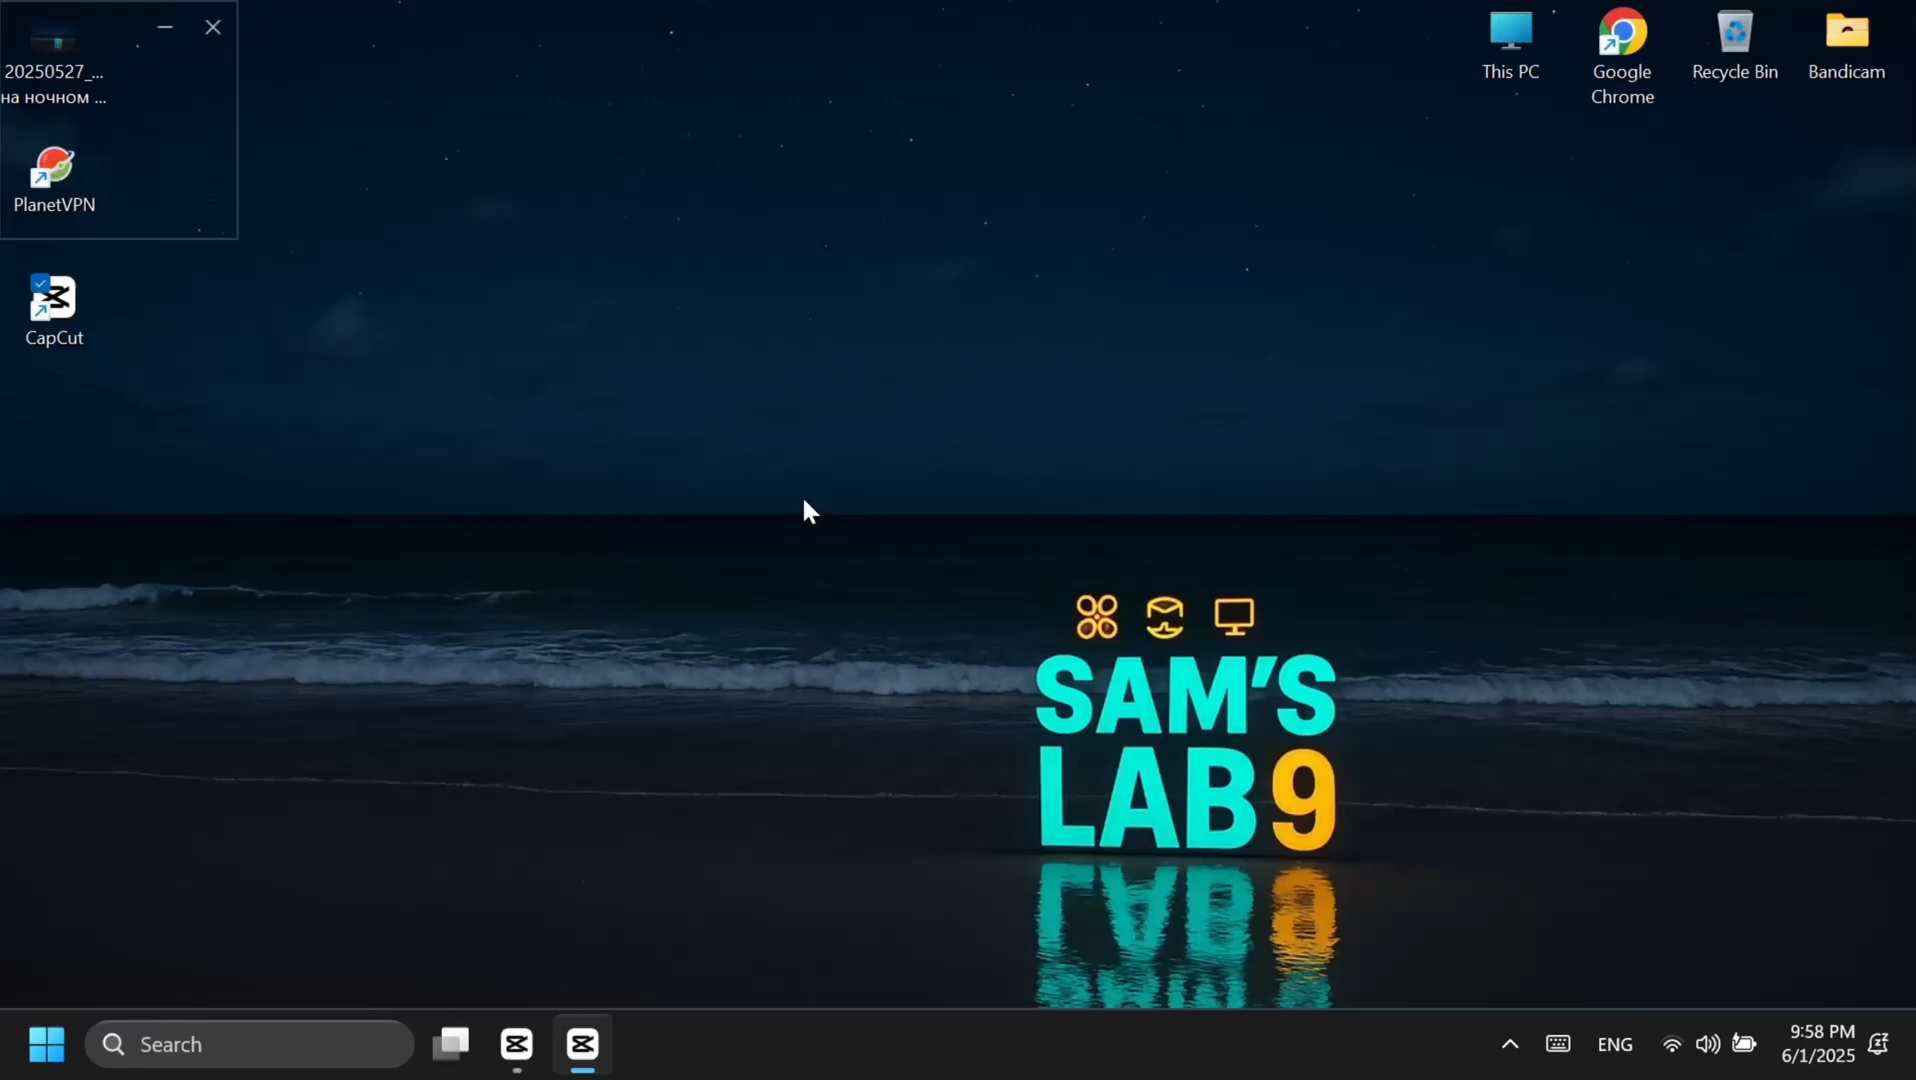 20250527_...
на ночном ...
PlanetVPN
CapCut
This PC
Google
Chrome
Recycle Bin
Bandicam
SAM'S
LAB9
Search
ENG
9:58 PM
6/1/2025